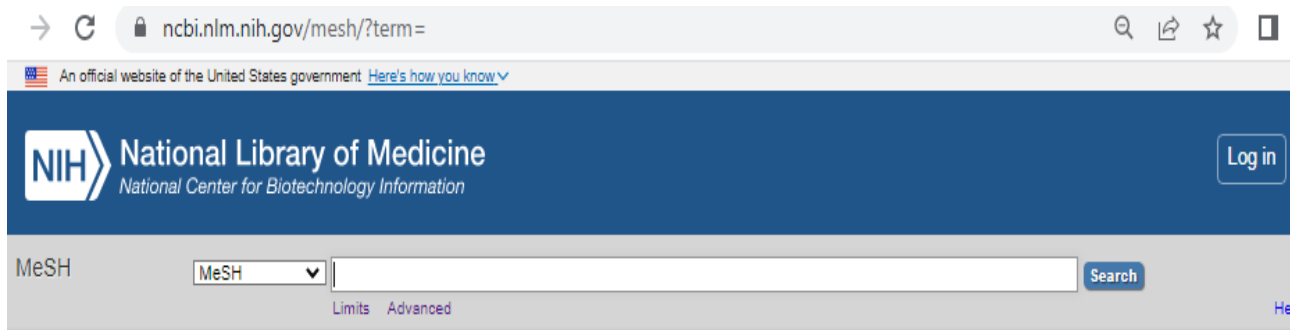 ncbi.nlm.nih.gov/mesh/?term=
An official website of the United States government Here's how you know
NIH National Library of Medicine
National Center for Biotechnology Information
Log in
MeSH MeSH Search
Limits Advanced He